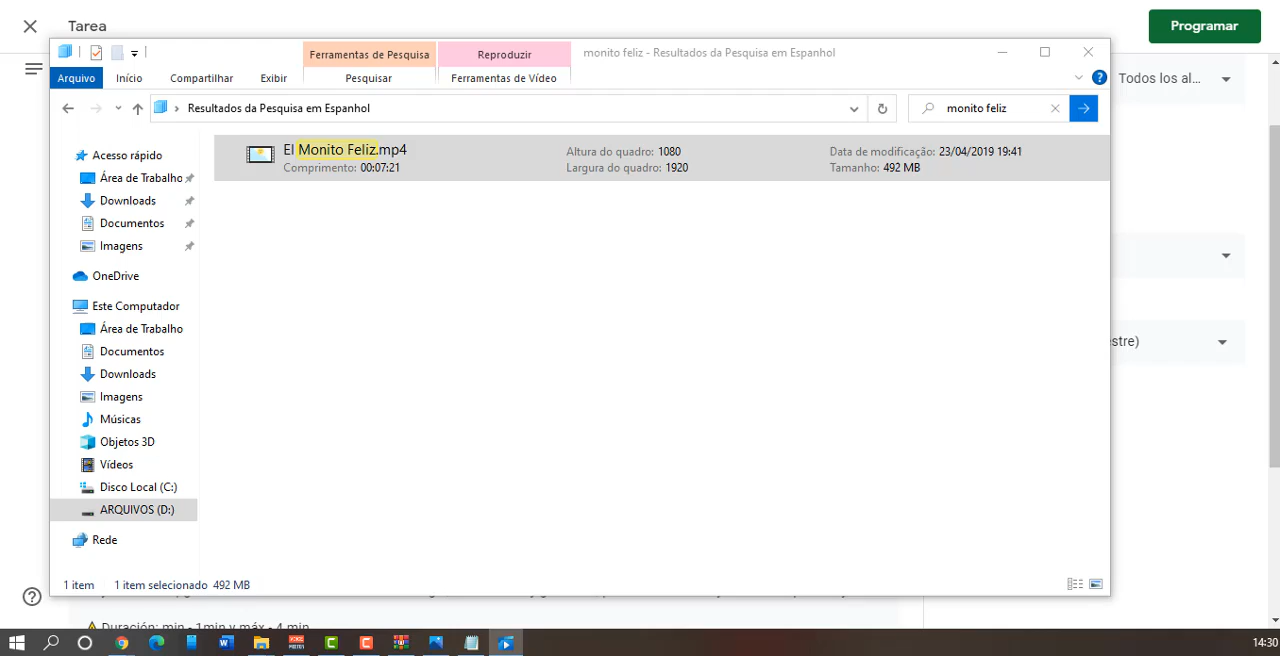 Tarea
Programar
Ferramentas de Pesquisa
Reproduzir
monito feliz - Resultados da Pesquisa em Espanhol
Arquivo
Início
Compartilhar
Exibir
Pesquisar
Ferramentas de Vídeo
Todos los al...
Resultados da Pesquisa em Espanhol
monito feliz
El Monito Feliz.mp4
Comprimento: 00:07:21
Altura do quadro: 1080
Largura do quadro: 1920
Data de modificação: 23/04/2019 19:41
Tamanho: 492 MB
Acesso rápido
Área de Trabalho
Downloads
Documentos
Imagens
OneDrive
Este Computador
Área de Trabalho
Documentos
Downloads
Imagens
Músicas
Objetos 3D
Vídeos
Disco Local (C:)
ARQUIVOS (D:)
Rede
estre)
1 item
1 item selecionado 492 MB
Duración: min - 1min y máx - 4 min
14:30